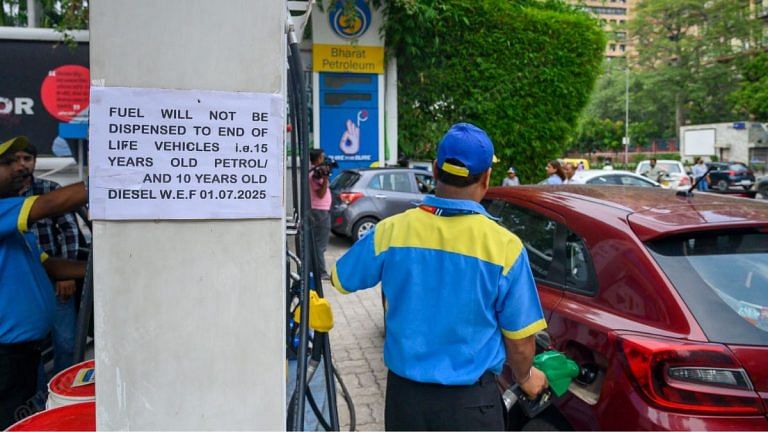 Bharat
Petroleum
OR
FUEL WILL NOT BE
DISPENSED TO END OF
LIFE VEHICLES i.e.15
YEARS OLD PETROL/
AND 10 YEARS OLD
DIESEL W.E.F 01.07.2025